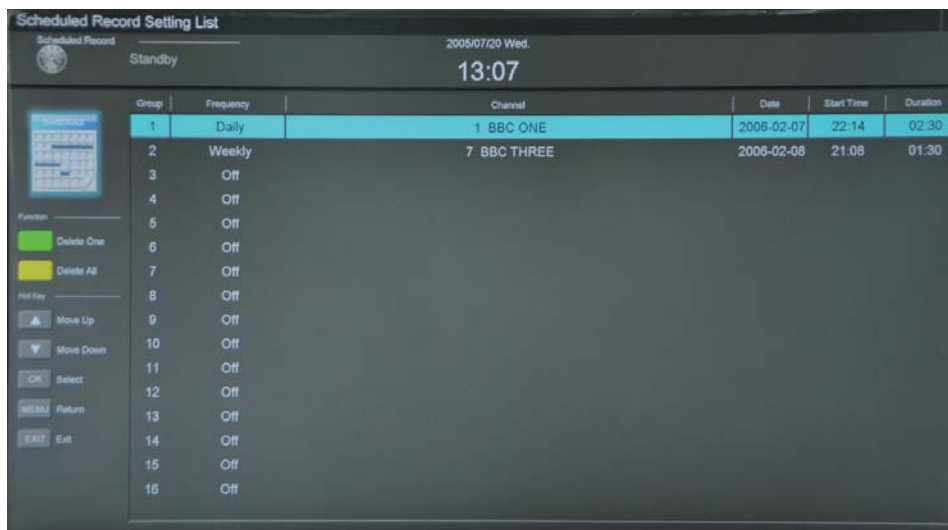 Scheduled Record Setting List
Scheduled Record
Standby
2005/07/20 Wed.
13:07
Group Frequency Channel Date Start Time Duration
1 Daily 1 BBC ONE 2006-02-07 22:14 02:30
2 Weekly 7 BBC THREE 2006-02-08 21:08 01:30
3 Off
4 Off
5 Off
6 Off
7 Off
8 Off
9 Off
10 Off
11 Off
12 Off
13 Off
14 Off
15 Off
16 Off
SCHEDULE
Function
Delete One
Delete All
Hot Key
Move Up
Move Down
OK Select
MENU Return
EXIT Exit